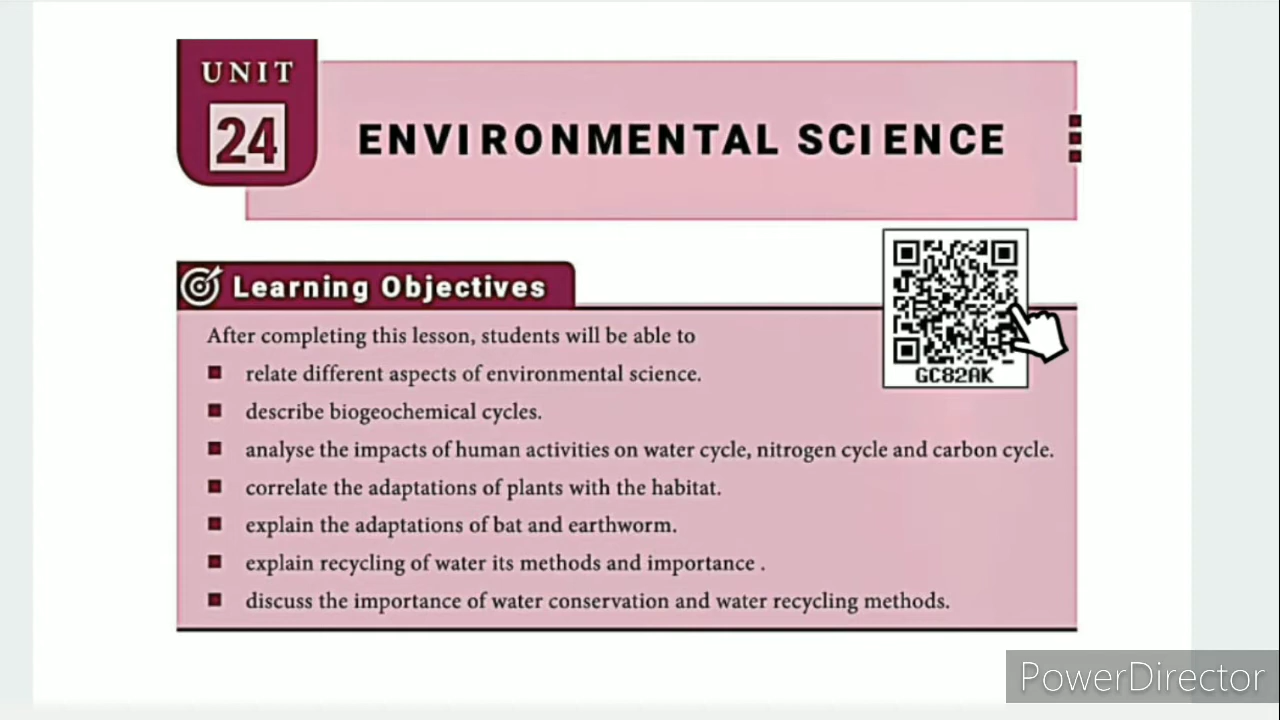 UNIT
24
ENVIRONMENTAL SCIENCE
Learning Objectives
GC82AK
After completing this lesson, students will be able to
■ relate different aspects of environmental science.
■ describe biogeochemical cycles.
■ analyse the impacts of human activities on water cycle, nitrogen cycle and carbon cycle.
■ correlate the adaptations of plants with the habitat.
■ explain the adaptations of bat and earthworm.
■ explain recycling of water its methods and importance .
■ discuss the importance of water conservation and water recycling methods.
PowerDirector